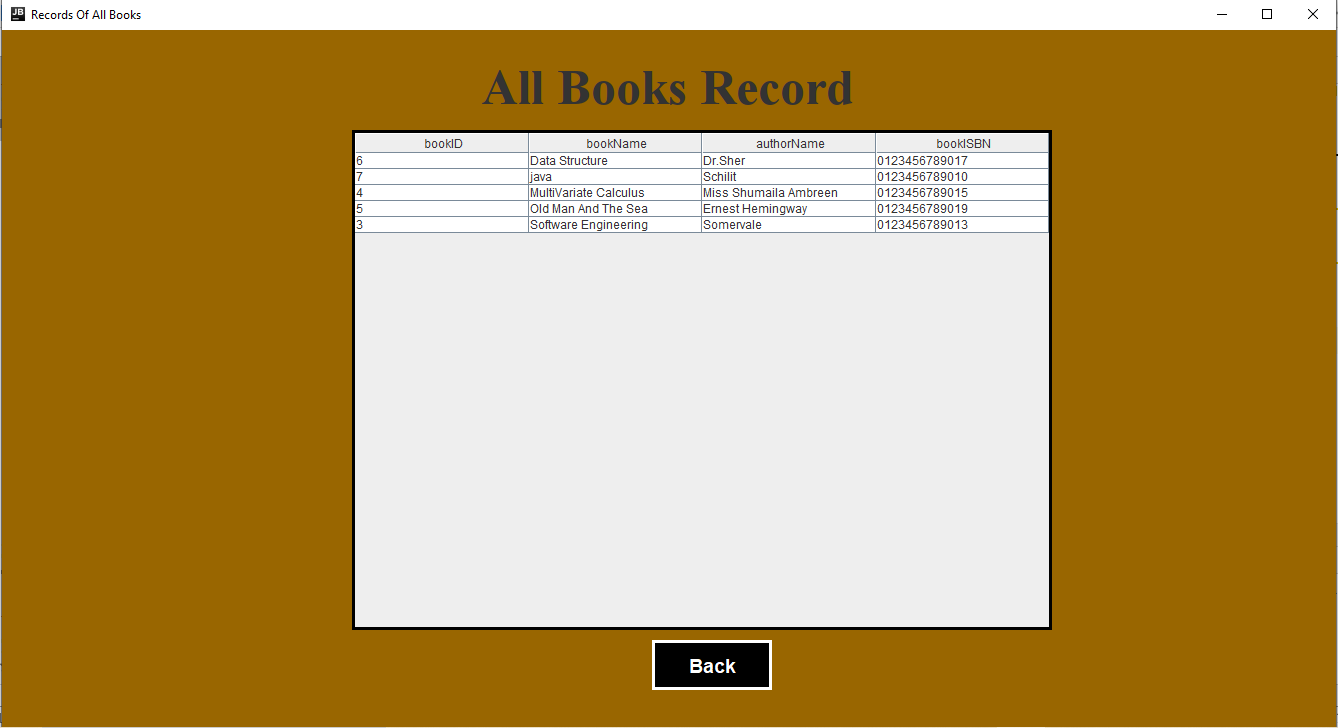 JB Records Of All Books
All Books Record
bookID bookName authorName bookISBN
6 Data Structure Dr.Sher 0123456789017
7 java Schilit 0123456789010
4 MultiVariate Calculus Miss Shumaila Ambreen 0123456789015
5 Old Man And The Sea Ernest Hemingway 0123456789019
3 Software Engineering Somervale 0123456789013
Back